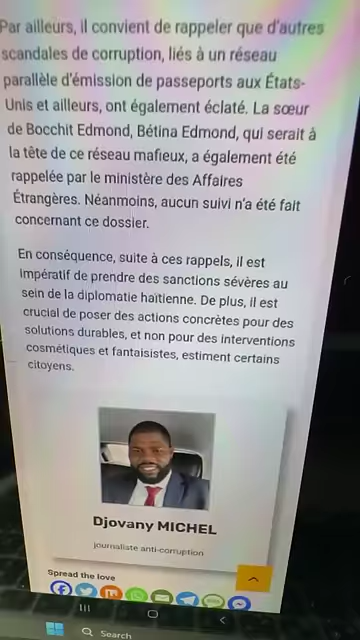 Par ailleurs, il convient de rappeler que d'autres
scandales de corruption, liés à un réseau
parallèle d'émission de passeports aux États-
Unis et ailleurs, ont également éclaté. La sœur
de Bocchit Edmond, Bétina Edmond, qui serait à
la tête de ce réseau mafieux, a également été
rappelée par le ministère des Affaires
Étrangères. Néanmoins, aucun suivi n'a été fait
concernant ce dossier.
En conséquence, suite à ces rappels, il est
impératif de prendre des sanctions sévères au
sein de la diplomatie haïtienne. De plus, il est
crucial de poser des actions concrètes pour des
solutions durables, et non pour des interventions
cosmétiques et fantaisistes, estiment certains
citoyens.
Djovany MICHEL
journaliste anti-corruption
Spread the love
Search